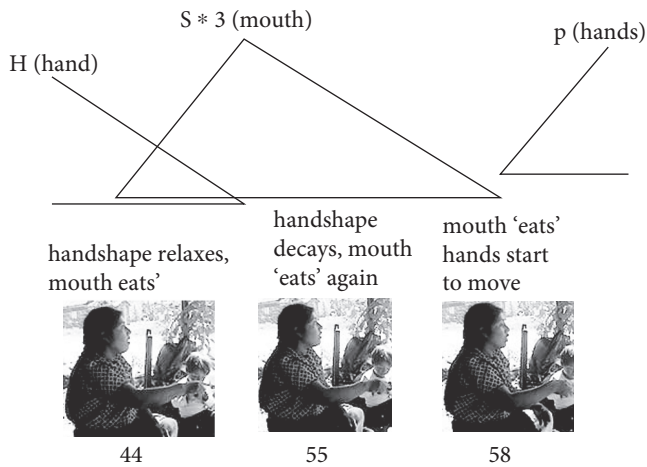 S * 3 (mouth)
p (hands)
H (hand)
handshape relaxes,
mouth eats’
handshape
decays, mouth
‘eats’ again
mouth ‘eats’
hands start
to move
44
55
58